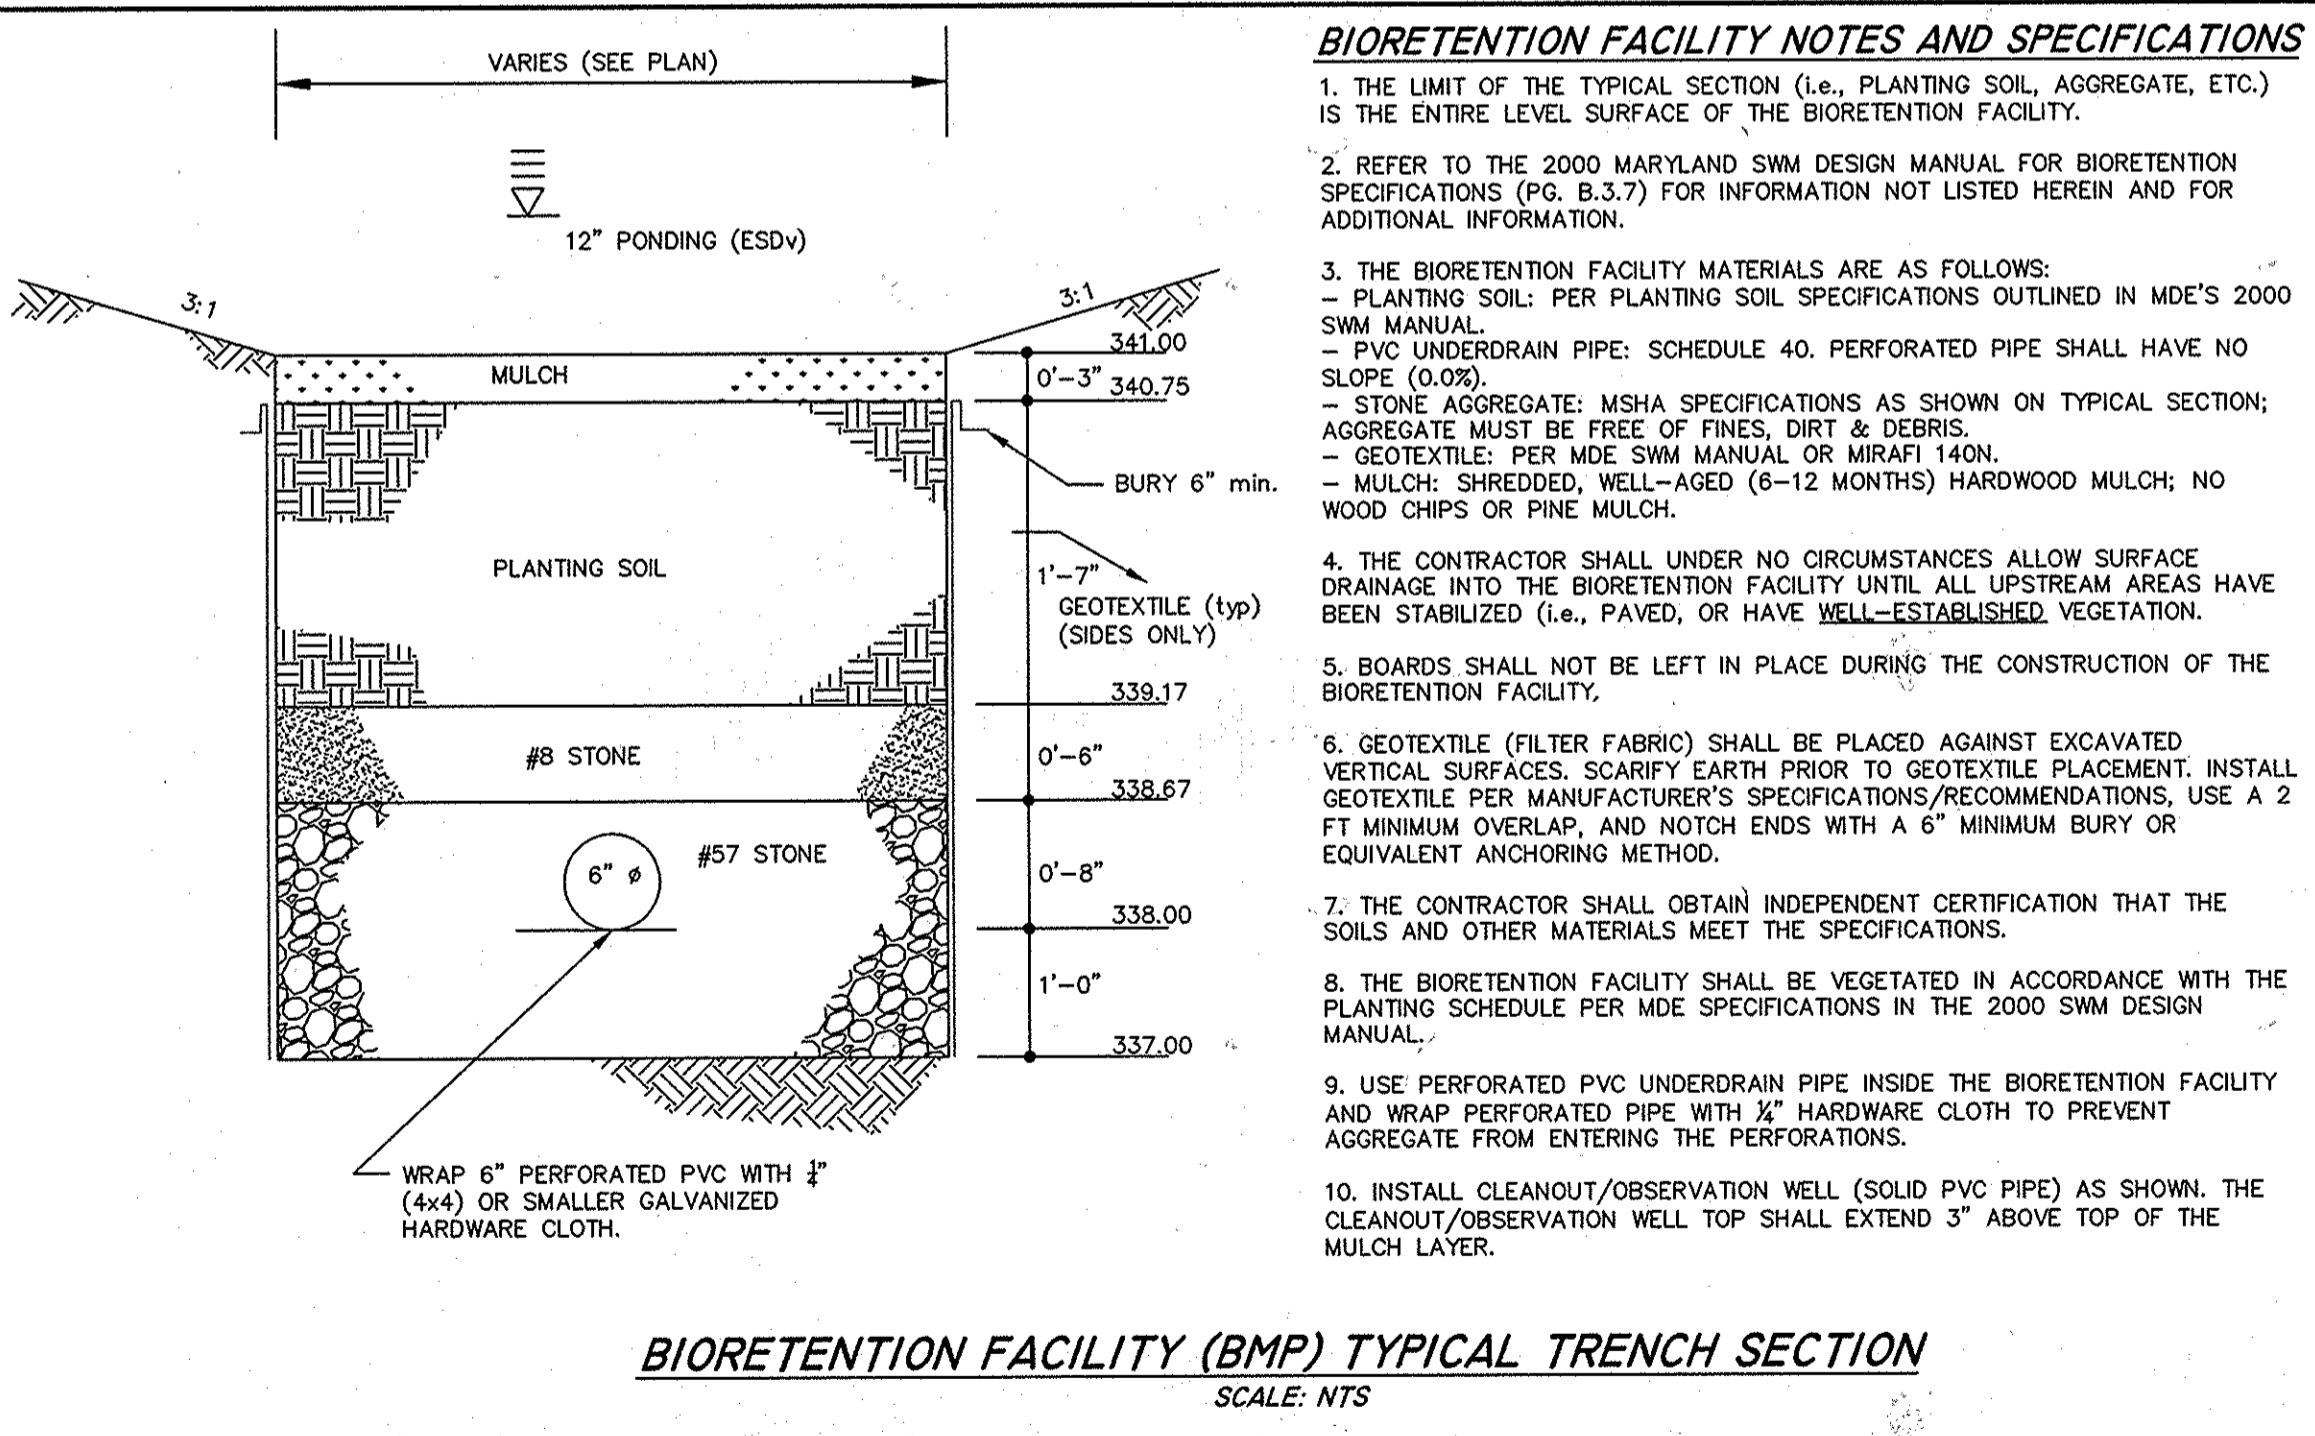 VARIES (SEE PLAN)
12" PONDING (ESDv)
3:1
3:1
341.00
MULCH
0'-3"
340.75
BURY 6" min.
PLANTING SOIL
1'-7"
GEOTEXTILE (typ)
(SIDES ONLY)
339.17
#8 STONE
0'-6"
338.67
#57 STONE
6" ø
0'-8"
338.00
1'-0"
337.00
WRAP 6" PERFORATED PVC WITH ¼"
(4x4) OR SMALLER GALVANIZED
HARDWARE CLOTH.
BIORETENTION FACILITY NOTES AND SPECIFICATIONS
1. THE LIMIT OF THE TYPICAL SECTION (i.e., PLANTING SOIL, AGGREGATE, ETC.)
IS THE ENTIRE LEVEL SURFACE OF THE BIORETENTION FACILITY.
2. REFER TO THE 2000 MARYLAND SWM DESIGN MANUAL FOR BIORETENTION
SPECIFICATIONS (PG. B.3.7) FOR INFORMATION NOT LISTED HEREIN AND FOR
ADDITIONAL INFORMATION.
3. THE BIORETENTION FACILITY MATERIALS ARE AS FOLLOWS:
– PLANTING SOIL: PER PLANTING SOIL SPECIFICATIONS OUTLINED IN MDE'S 2000
SWM MANUAL.
– PVC UNDERDRAIN PIPE: SCHEDULE 40. PERFORATED PIPE SHALL HAVE NO
SLOPE (0.0%).
– STONE AGGREGATE: MSHA SPECIFICATIONS AS SHOWN ON TYPICAL SECTION;
AGGREGATE MUST BE FREE OF FINES, DIRT & DEBRIS.
– GEOTEXTILE: PER MDE SWM MANUAL OR MIRAFI 140N.
– MULCH: SHREDDED, WELL-AGED (6-12 MONTHS) HARDWOOD MULCH; NO
WOOD CHIPS OR PINE MULCH.
4. THE CONTRACTOR SHALL UNDER NO CIRCUMSTANCES ALLOW SURFACE
DRAINAGE INTO THE BIORETENTION FACILITY UNTIL ALL UPSTREAM AREAS HAVE
BEEN STABILIZED (i.e., PAVED, OR HAVE WELL-ESTABLISHED VEGETATION.
5. BOARDS SHALL NOT BE LEFT IN PLACE DURING THE CONSTRUCTION OF THE
BIORETENTION FACILITY,
6. GEOTEXTILE (FILTER FABRIC) SHALL BE PLACED AGAINST EXCAVATED
VERTICAL SURFACES. SCARIFY EARTH PRIOR TO GEOTEXTILE PLACEMENT. INSTALL
GEOTEXTILE PER MANUFACTURER'S SPECIFICATIONS/RECOMMENDATIONS, USE A 2
FT MINIMUM OVERLAP, AND NOTCH ENDS WITH A 6" MINIMUM BURY OR
EQUIVALENT ANCHORING METHOD.
7. THE CONTRACTOR SHALL OBTAIN INDEPENDENT CERTIFICATION THAT THE
SOILS AND OTHER MATERIALS MEET THE SPECIFICATIONS.
8. THE BIORETENTION FACILITY SHALL BE VEGETATED IN ACCORDANCE WITH THE
PLANTING SCHEDULE PER MDE SPECIFICATIONS IN THE 2000 SWM DESIGN
MANUAL.
9. USE PERFORATED PVC UNDERDRAIN PIPE INSIDE THE BIORETENTION FACILITY
AND WRAP PERFORATED PIPE WITH ¼" HARDWARE CLOTH TO PREVENT
AGGREGATE FROM ENTERING THE PERFORATIONS.
10. INSTALL CLEANOUT/OBSERVATION WELL (SOLID PVC PIPE) AS SHOWN. THE
CLEANOUT/OBSERVATION WELL TOP SHALL EXTEND 3" ABOVE TOP OF THE
MULCH LAYER.
BIORETENTION FACILITY (BMP) TYPICAL TRENCH SECTION
SCALE: NTS